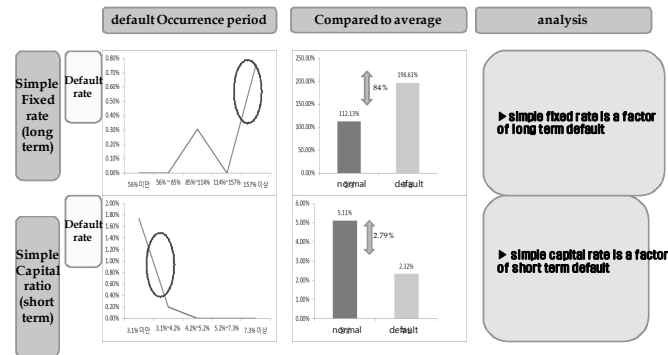 default Occurrence period
Compared to average
analysis
Simple
Fixed
rate
(long
term)
Default
rate
0.80%
0.70%
0.60%
0.50%
0.40%
0.30%
0.20%
0.10%
0.00%
56% 미만
56%~85%
85%~114%
114%~157%
157% 이상
250.00%
200.00%
150.00%
100.00%
50.00%
0.00%
112.13%
84%
196.61%
normal
default
▶ simple fixed rate is a factor
of long term default
Simple
Capital
ratio
(short
term)
Default
rate
2.00%
1.80%
1.60%
1.40%
1.20%
1.00%
0.80%
0.60%
0.40%
0.20%
0.00%
3.1% 미만
3.1%~4.2%
4.2%~5.2%
5.2%~7.3%
7.3% 이상
6.00%
5.00%
4.00%
3.00%
2.00%
1.00%
0.00%
5.11%
2.79%
2.32%
normal
default
▶ simple capital rate is a factor
of short term default